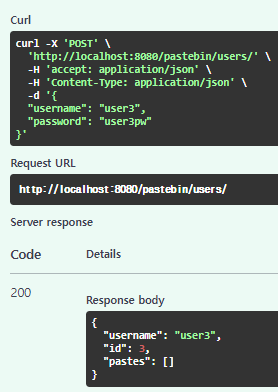 Curl
curl -X 'POST' \
'http://localhost:8080/pastebin/users/' \
-H 'accept: application/json' \
-H 'Content-Type: application/json' \
-d '{
"username": "user3",
"password": "user3pw"
}'
Request URL
http://localhost:8080/pastebin/users/
Server response
Code Details
200
Response body
{
"username": "user3",
"id": 3,
"pastes": []
}